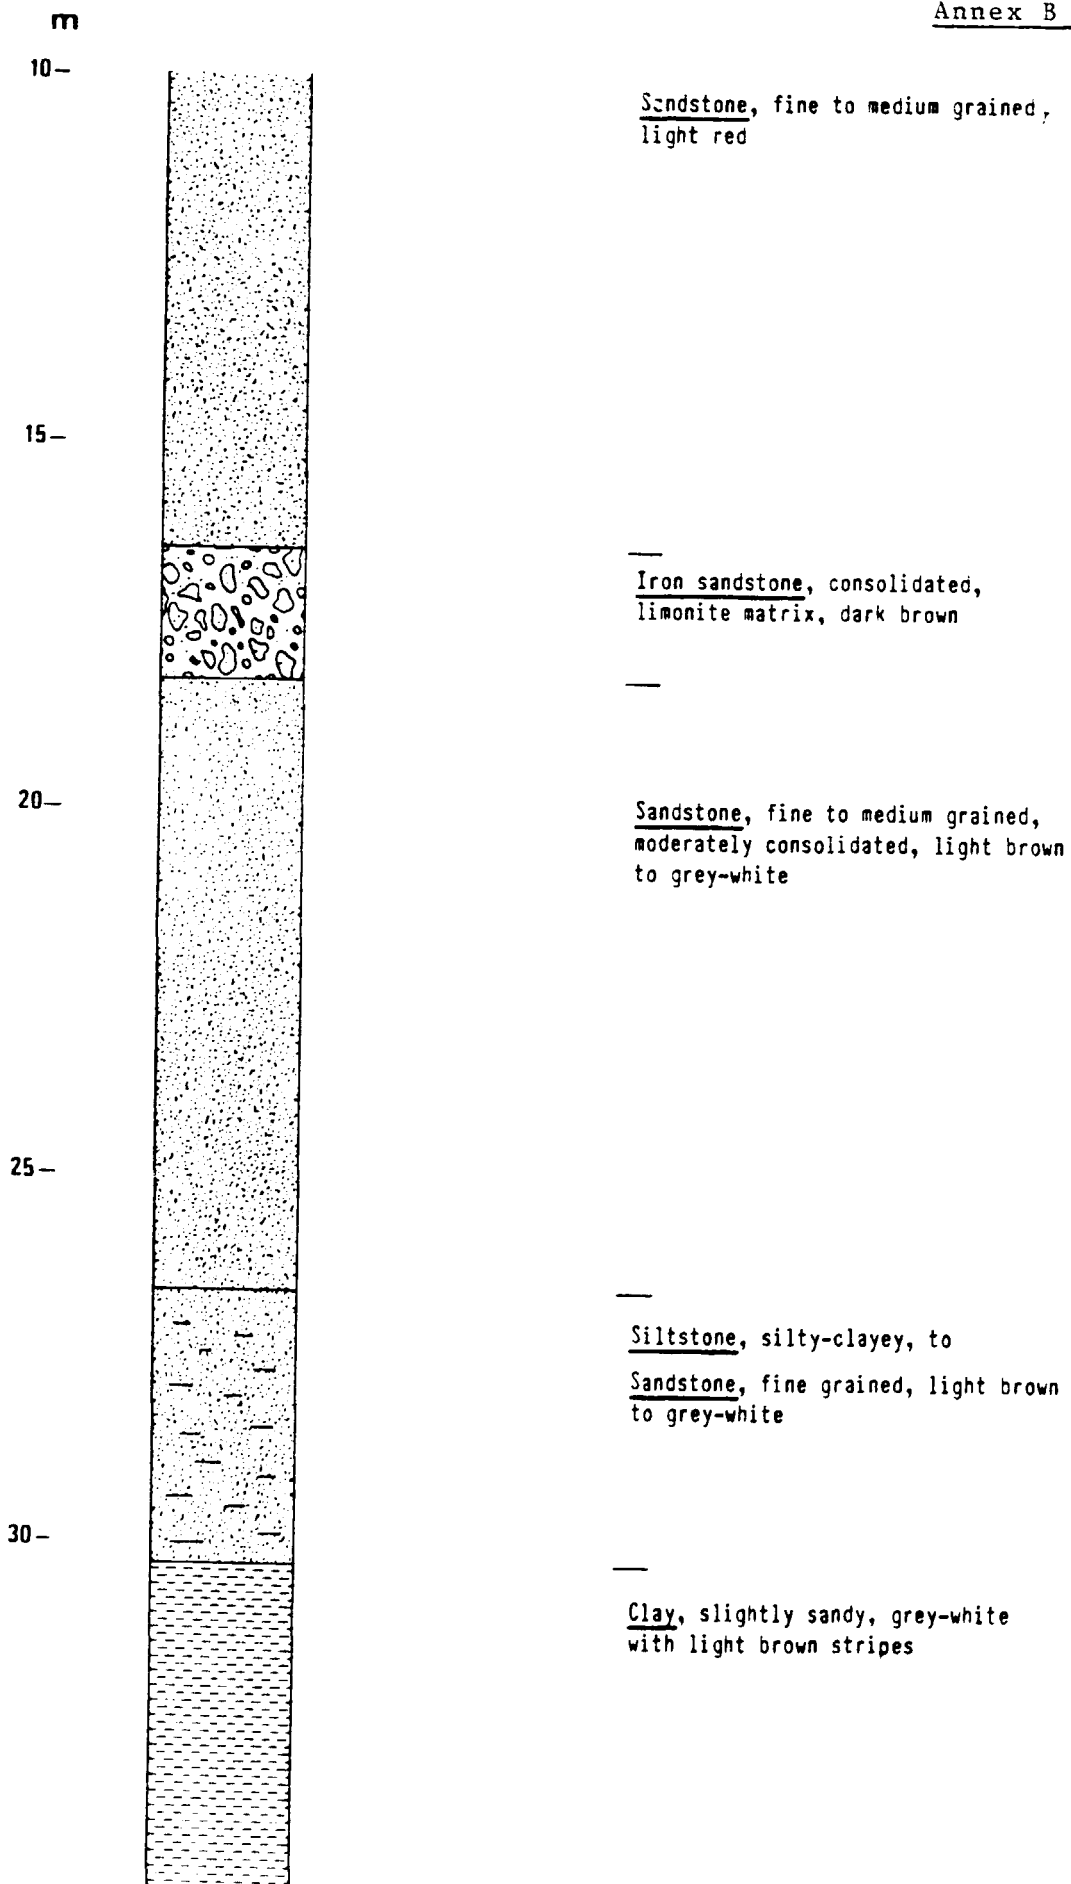 m
Annex B
10—
Sandstone, fine to medium grained,
light red
15—
Iron sandstone, consolidated,
limonite matrix, dark brown
20—
Sandstone, fine to medium grained,
moderately consolidated, light brown
to grey-white
25—
Siltstone, silty-clayey, to
Sandstone, fine grained, light brown
to grey-white
30—
Clay, slightly sandy, grey-white
with light brown stripes